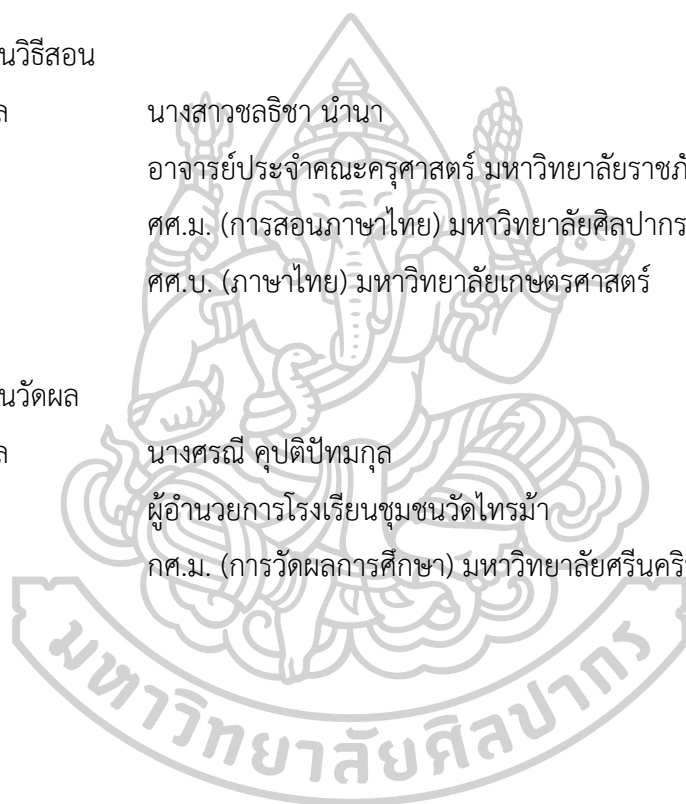 นวิธีสอน
ล นางสาวชลธิชา นำนา
อาจารย์ประจำคณะครุศาสตร์ มหาวิทยาลัยราชภั
ศศ.ม. (การสอนภาษาไทย) มหาวิทยาลัยศิลปากร
ศศ.บ. (ภาษาไทย) มหาวิทยาลัยเกษตรศาสตร์
นวัดผล
ล นางศรณี คุปติปัทมกุล
ผู้อำนวยการโรงเรียนชุมชนวัดไทรม้า
กศ.ม. (การวัดผลการศึกษา) มหาวิทยาลัยศรีนคริ
มหาวิทยาลัยศิลปากร